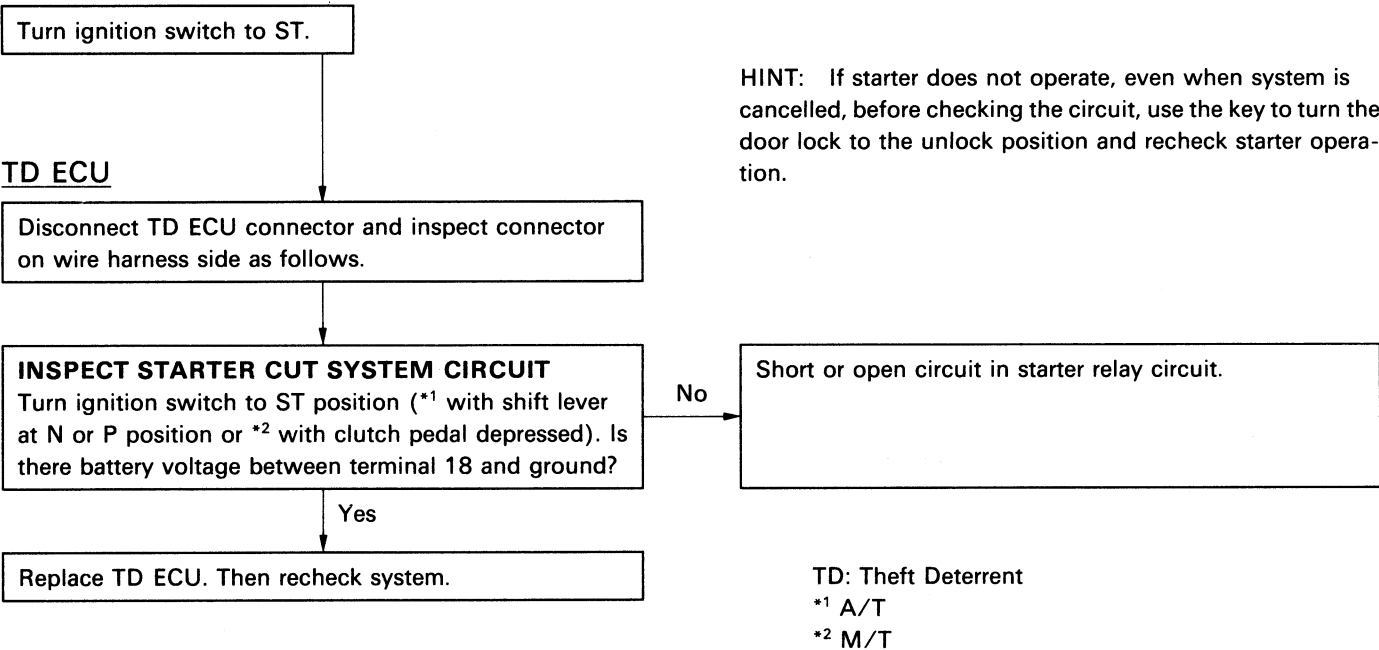 Turn ignition switch to ST.
HINT: If starter does not operate, even when system is
cancelled, before checking the circuit, use the key to turn the
door lock to the unlock position and recheck starter opera-
tion.
TD ECU
Disconnect TD ECU connector and inspect connector
on wire harness side as follows.
INSPECT STARTER CUT SYSTEM CIRCUIT
Turn ignition switch to ST position (*1 with shift lever
at N or P position or *2 with clutch pedal depressed). Is
there battery voltage between terminal 18 and ground?
No
Short or open circuit in starter relay circuit.
Yes
Replace TD ECU. Then recheck system.
TD: Theft Deterrent
*1 A/T
*2 M/T